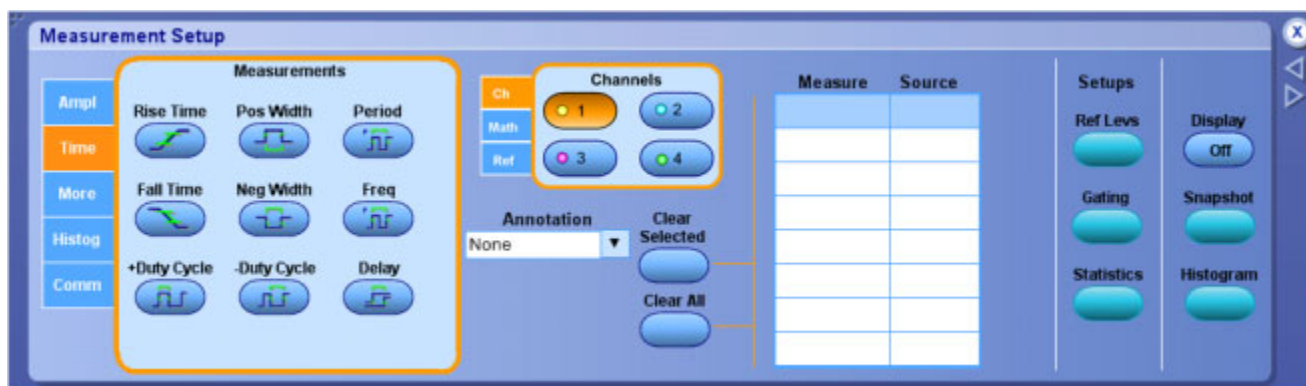 Measurement Setup
X
Ampl
Time
More
Histog
Comm
Measurements
Rise Time
Pos Width
Period
Fall Time
Neg Width
Freq
+Duty Cycle
-Duty Cycle
Delay
Ch
Math
Ref
Channels
1
2
3
4
Annotation
None
Clear
Selected
Clear All
Measure
Source
Setups
Ref Levs
Gating
Statistics
Display
Off
Snapshot
Histogram